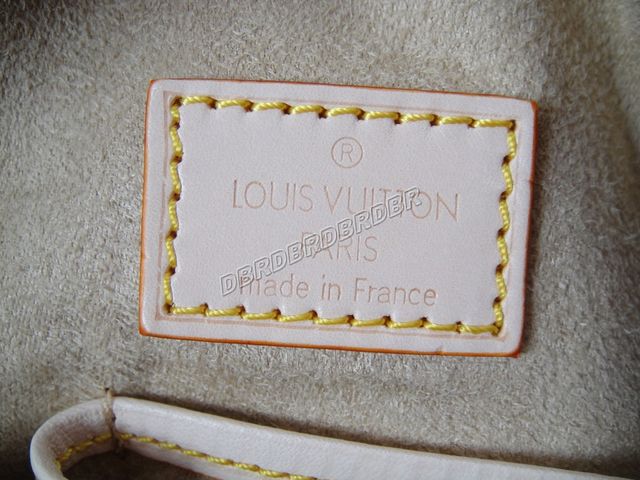 ®
LOUIS VUITTON
PARIS
made in France
DBRDBRDBRDBR